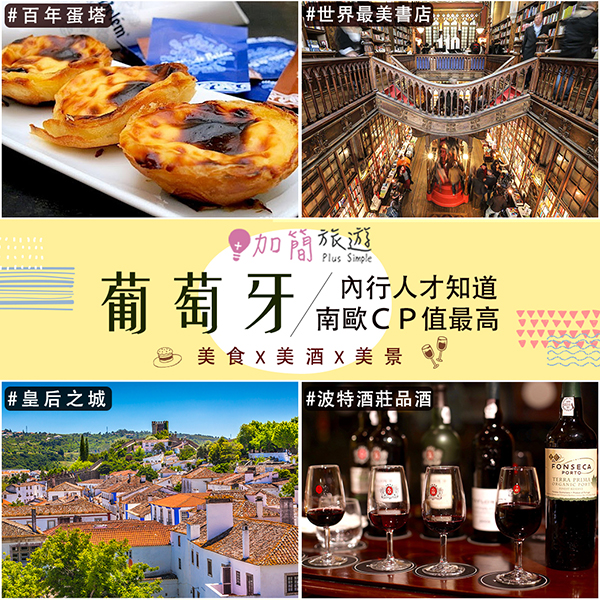 #百年蛋塔
#世界最美書店
加簡旅遊
Plus Simple
葡萄牙
內行人才知道
南歐CP值最高
美食x美酒x美景
#皇后之城
#波特酒莊品酒
FONSECA
PORTO
TERRA PRIMA
ORGANIC PORT